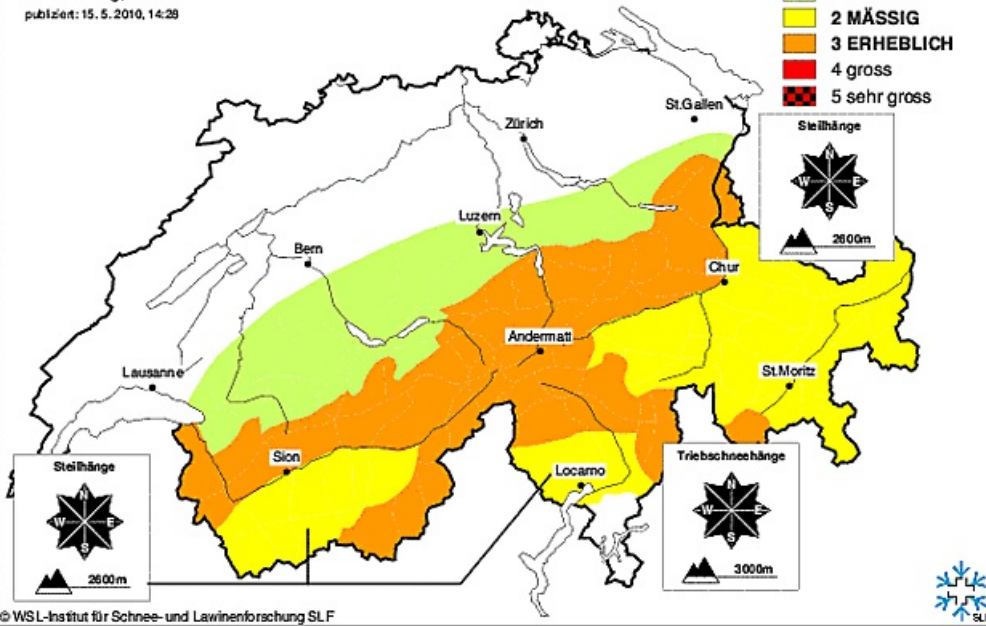 publiziert: 15. 5. 2010, 14:28
2 MÄSSIG
3 ERHEBLICH
4 gross
5 sehr gross
St.Gallen
Zürich
Steilhänge
N
W E
S
2600m
Luzern
Bern
Chur
Andermatt
Lausanne
St.Moritz
Sion
Locarno
Steilhänge
N
W E
S
2600m
Triebschneehänge
N
W E
S
3000m
© WSL-Institut für Schnee- und Lawinenforschung SLF
SLF